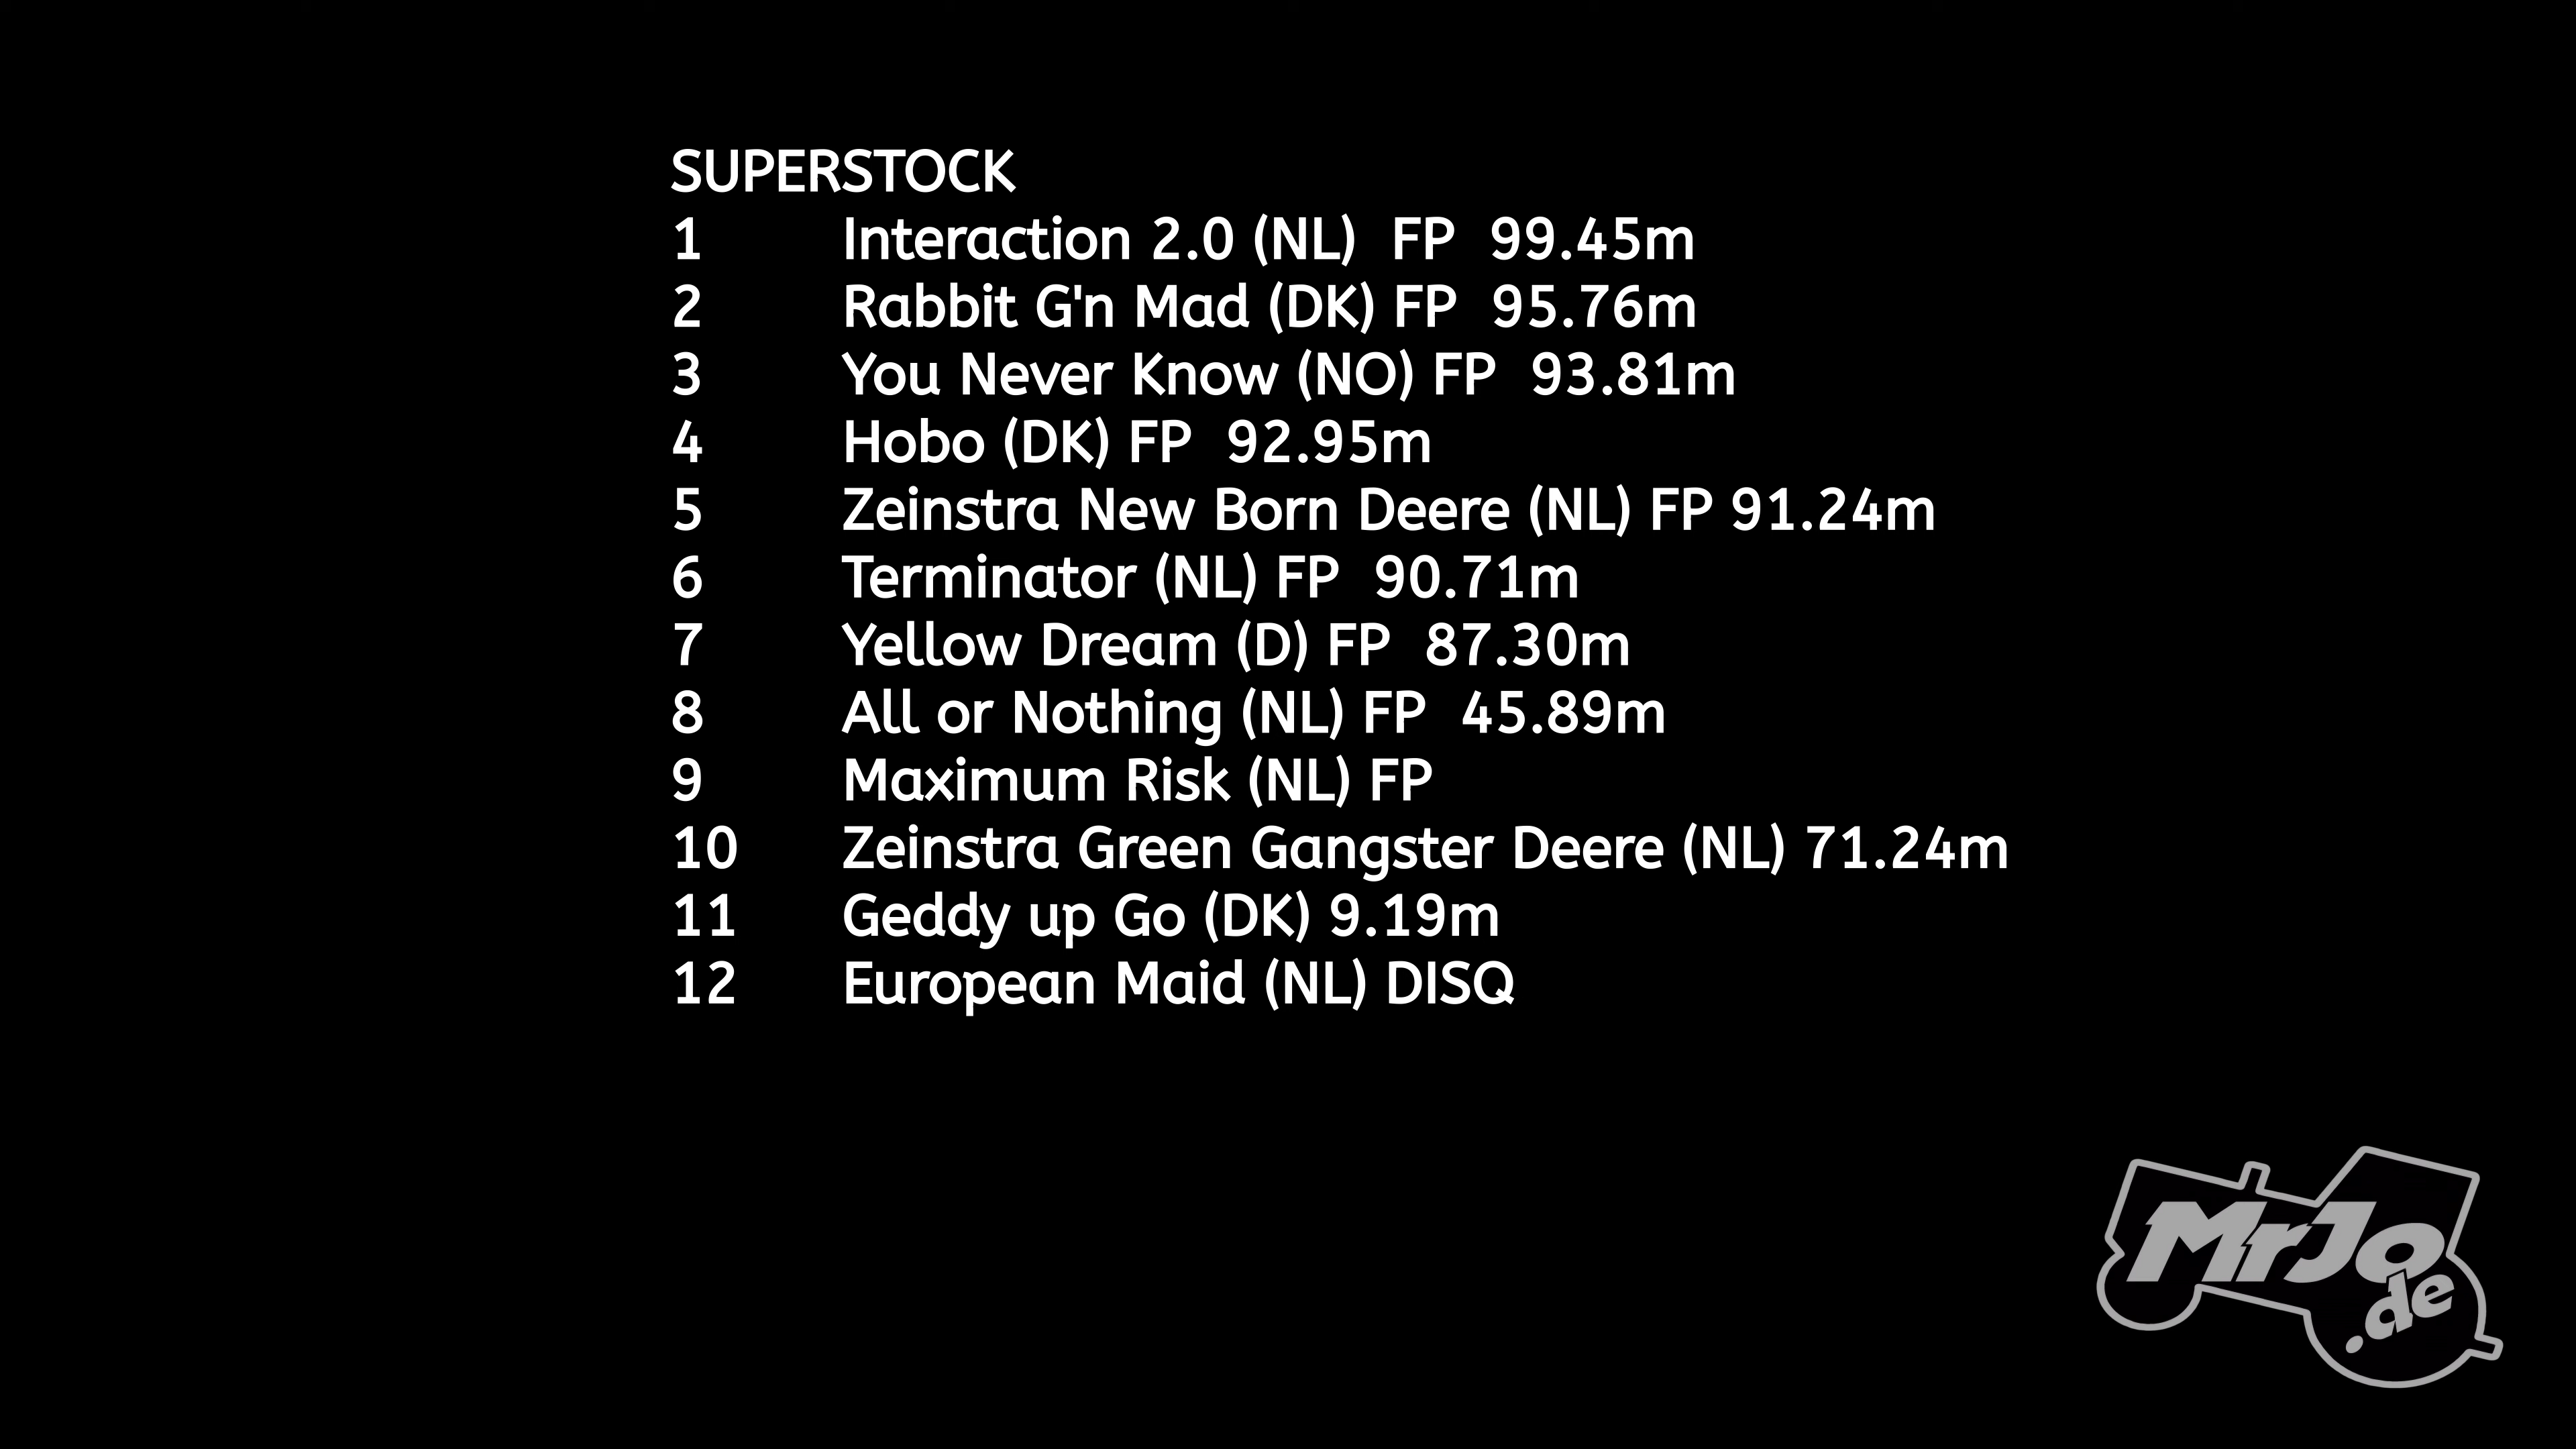 SUPERSTOCK
1 Interaction 2.0 (NL) FP 99.45m
2 Rabbit G'n Mad (DK) FP 95.76m
3 You Never Know (NO) FP 93.81m
4 Hobo (DK) FP 92.95m
5 Zeinstra New Born Deere (NL) FP 91.24m
6 Terminator (NL) FP 90.71m
7 Yellow Dream (D) FP 87.30m
8 All or Nothing (NL) FP 45.89m
9 Maximum Risk (NL) FP
10 Zeinstra Green Gangster Deere (NL) 71.24m
11 Geddy up Go (DK) 9.19m
12 European Maid (NL) DISQ
MrJo
.de